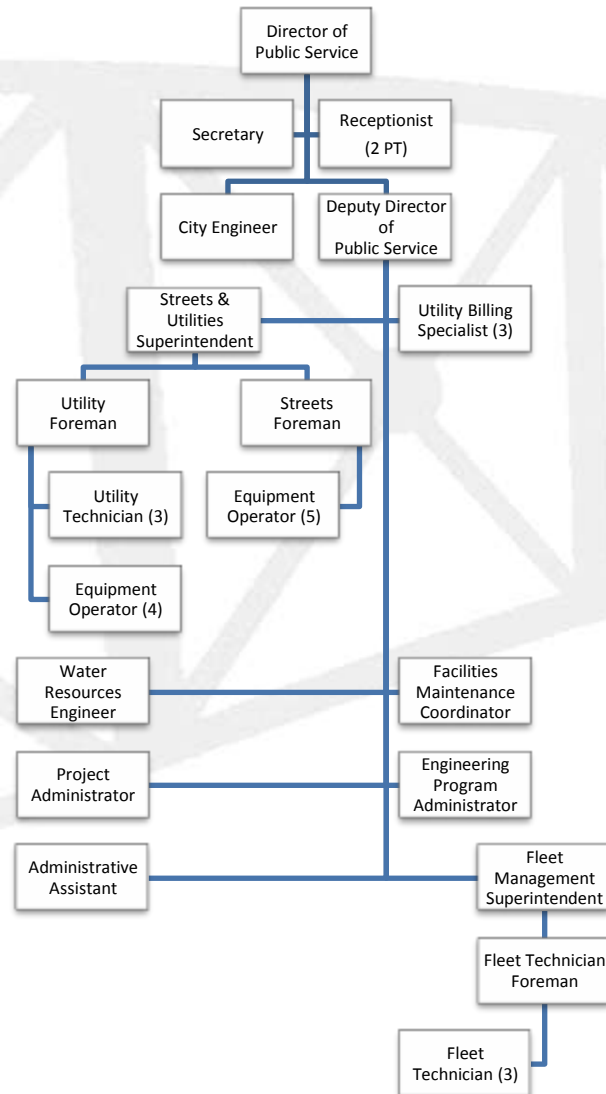 Director of
Public Service
Secretary
Receptionist
(2 PT)
City Engineer
Deputy Director
of
Public Service
Streets &
Utilities
Superintendent
Utility Billing
Specialist (3)
Utility
Foreman
Streets
Foreman
Utility
Technician (3)
Equipment
Operator (5)
Equipment
Operator (4)
Water
Resources
Engineer
Facilities
Maintenance
Coordinator
Project
Administrator
Engineering
Program
Administrator
Administrative
Assistant
Fleet
Management
Superintendent
Fleet Technician
Foreman
Fleet
Technician (3)